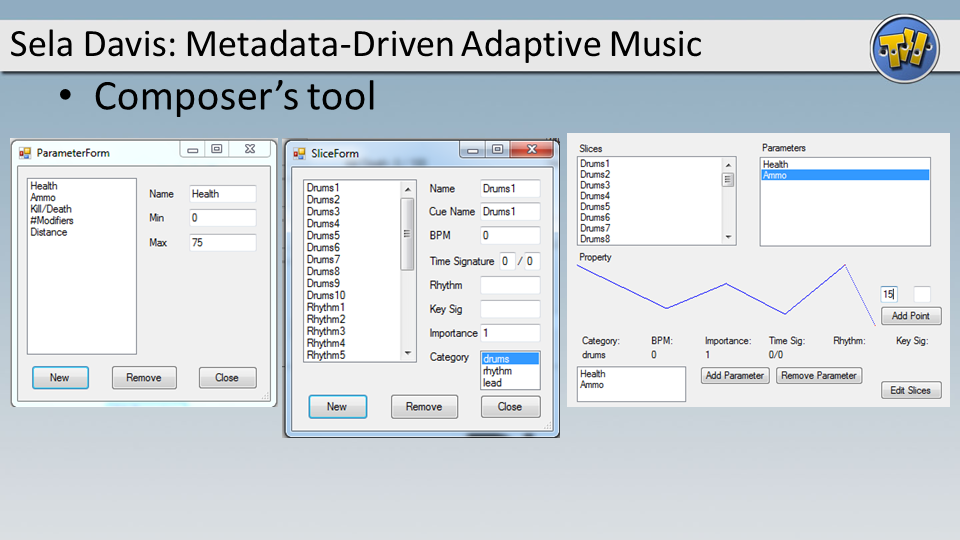 Sela Davis: Metadata-Driven Adaptive Music
TH
• Composer's tool
ParameterForm
Health
Ammo
Kill/Death
#Modifiers
Distance
Name Health
Min 0
Max 75
New Remove Close
SliceForm
Drums1
Drums2
Drums3
Drums4
Drums5
Drums6
Drums7
Drums8
Drums9
Drums10
Rhythm1
Rhythm2
Rhythm3
Rhythm4
Rhythm5
Name Drums1
Cue Name Drums1
BPM 0
Time Signature 0 / 0
Rhythm
Key Sig
Importance 1
Category drums
rhythm
lead
New Remove Close
Slices
Drums1
Drums2
Drums3
Drums4
Drums5
Drums6
Drums7
Drums8
Parameters
Health
Ammo
Property
15
Add Point
Category: BPM: Importance: Time Sig: Rhythm: Key Sig:
drums 0 1 0/0
Health
Ammo
Add Parameter Remove Parameter
Edit Slices